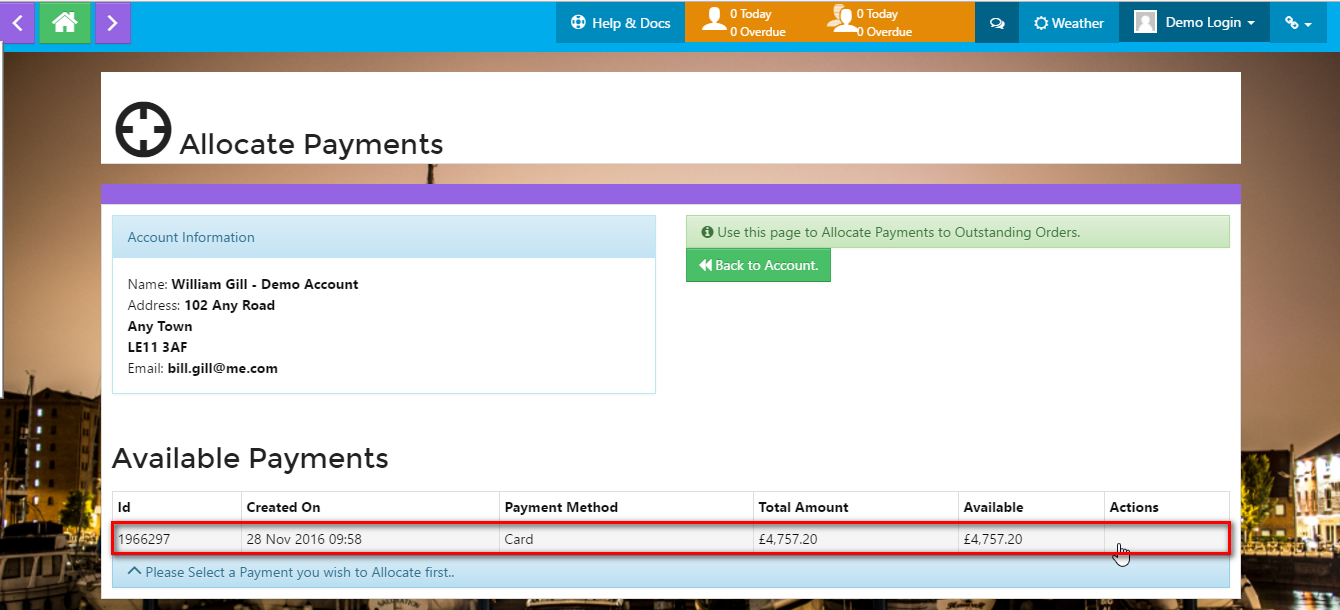 Help & Docs
0 Today
0 Overdue
0 Today
0 Overdue
Weather
Demo Login
Allocate Payments
Account Information
Name: William Gill - Demo Account
Address: 102 Any Road
Any Town
LE11 3AF
Email: bill.gill@me.com
Use this page to Allocate Payments to Outstanding Orders.
Back to Account.
Available Payments
Id Created On Payment Method Total Amount Available Actions
1966297 28 Nov 2016 09:58 Card £4,757.20 £4,757.20
Please Select a Payment you wish to Allocate first..